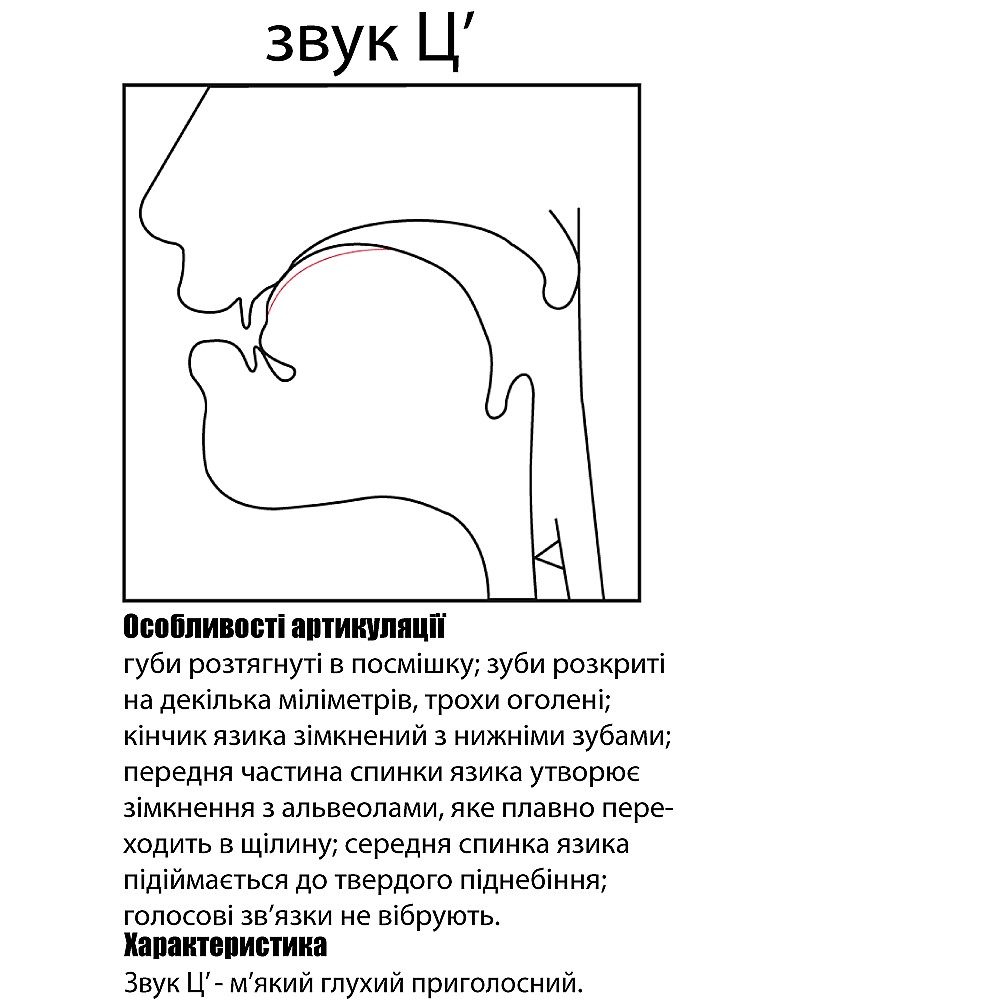 звук Ц’
Особливості артикуляції
губи розтягнуті в посмішку; зуби розкриті
на декілька міліметрів, трохи оголені;
кінчик язика зімкнений з нижніми зубами;
передня частина спинки язика утворює
зімкнення з альвеолами, яке плавно пере-
ходить в щілину; середня спинка язика
підіймається до твердого піднебіння;
голосові зв’язки не вібрують.
Характеристика
Звук Ц’ - м’який глухий приголосний.